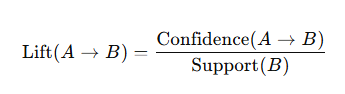 Lift(A → B) = Confidence(A → B) / Support(B)